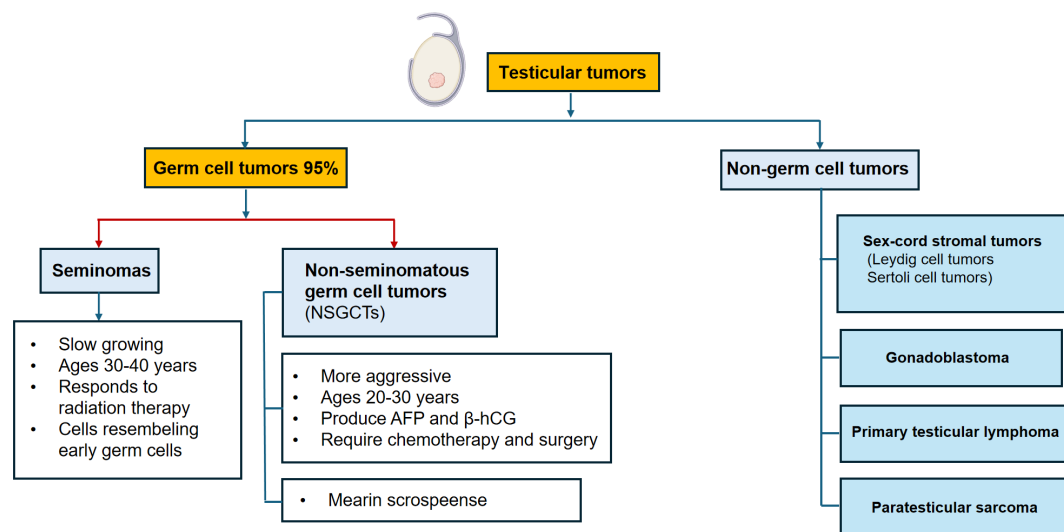 Testicular tumors
Germ cell tumors 95%
Non-germ cell tumors
Seminomas
• Slow growing
• Ages 30-40 years
• Responds to
radiation therapy
• Cells resembeling
early germ cells
Non-seminomatous
germ cell tumors
(NSGCTs)
• More aggressive
• Ages 20-30 years
• Produce AFP and β-hCG
• Require chemotherapy and surgery
• Mearin scrospeense
Sex-cord stromal tumors
(Leydig cell tumors
Sertoli cell tumors)
Gonadoblastoma
Primary testicular lymphoma
Paratesticular sarcoma